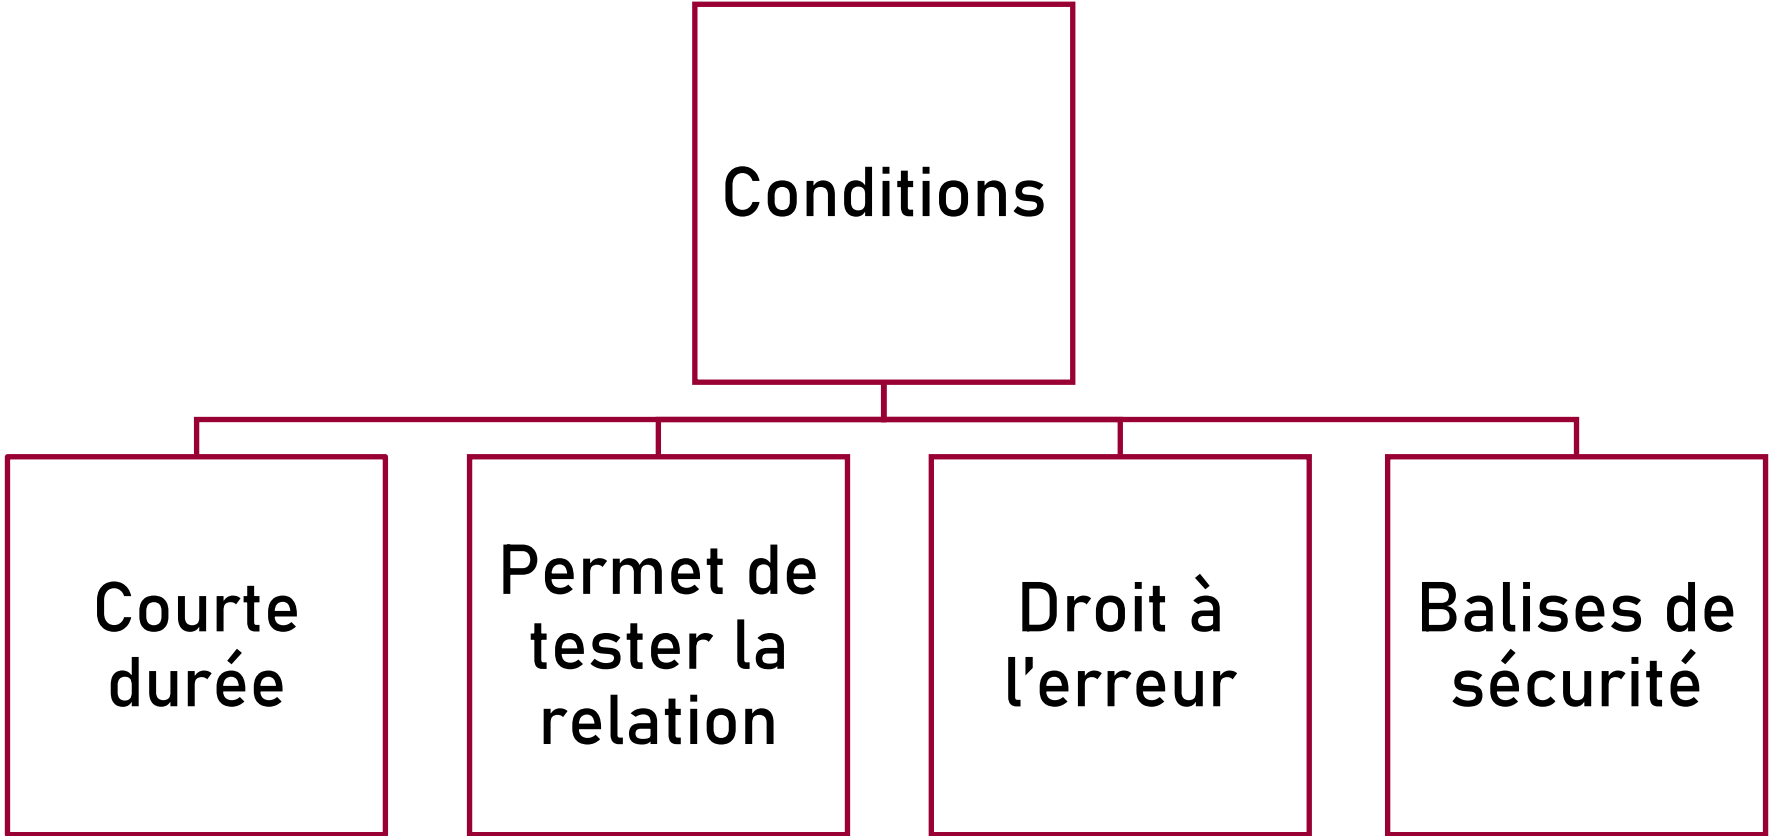 Conditions
Courte
durée
Permet de
tester la
relation
Droit à
l’erreur
Balises de
sécurité